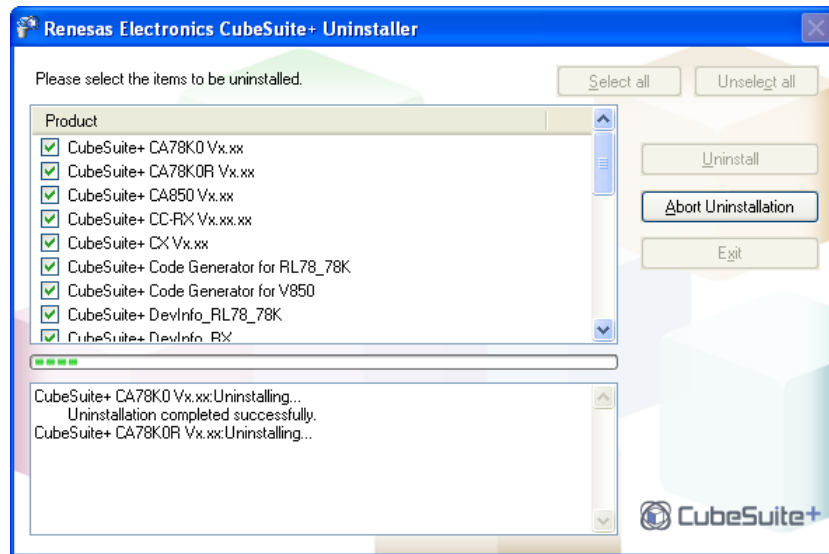 Renesas Electronics CubeSuite+ Uninstaller
Please select the items to be uninstalled.
Select all
Unselect all
Product
CubeSuite+ CA78K0 Vx.xx
CubeSuite+ CA78K0R Vx.xx
CubeSuite+ CA850 Vx.xx
CubeSuite+ CC-RX Vx.xx.xx
CubeSuite+ CX Vx.xx
CubeSuite+ Code Generator for RL78_78K
CubeSuite+ Code Generator for V850
CubeSuite+ DevInfo_RL78_78K
CubeSuite+ DevInfo_RX
Uninstall
Abort Uninstallation
Exit
CubeSuite+ CA78K0 Vx.xx:Uninstalling...
Uninstallation completed successfully.
CubeSuite+ CA78K0R Vx.xx:Uninstalling...
CubeSuite+